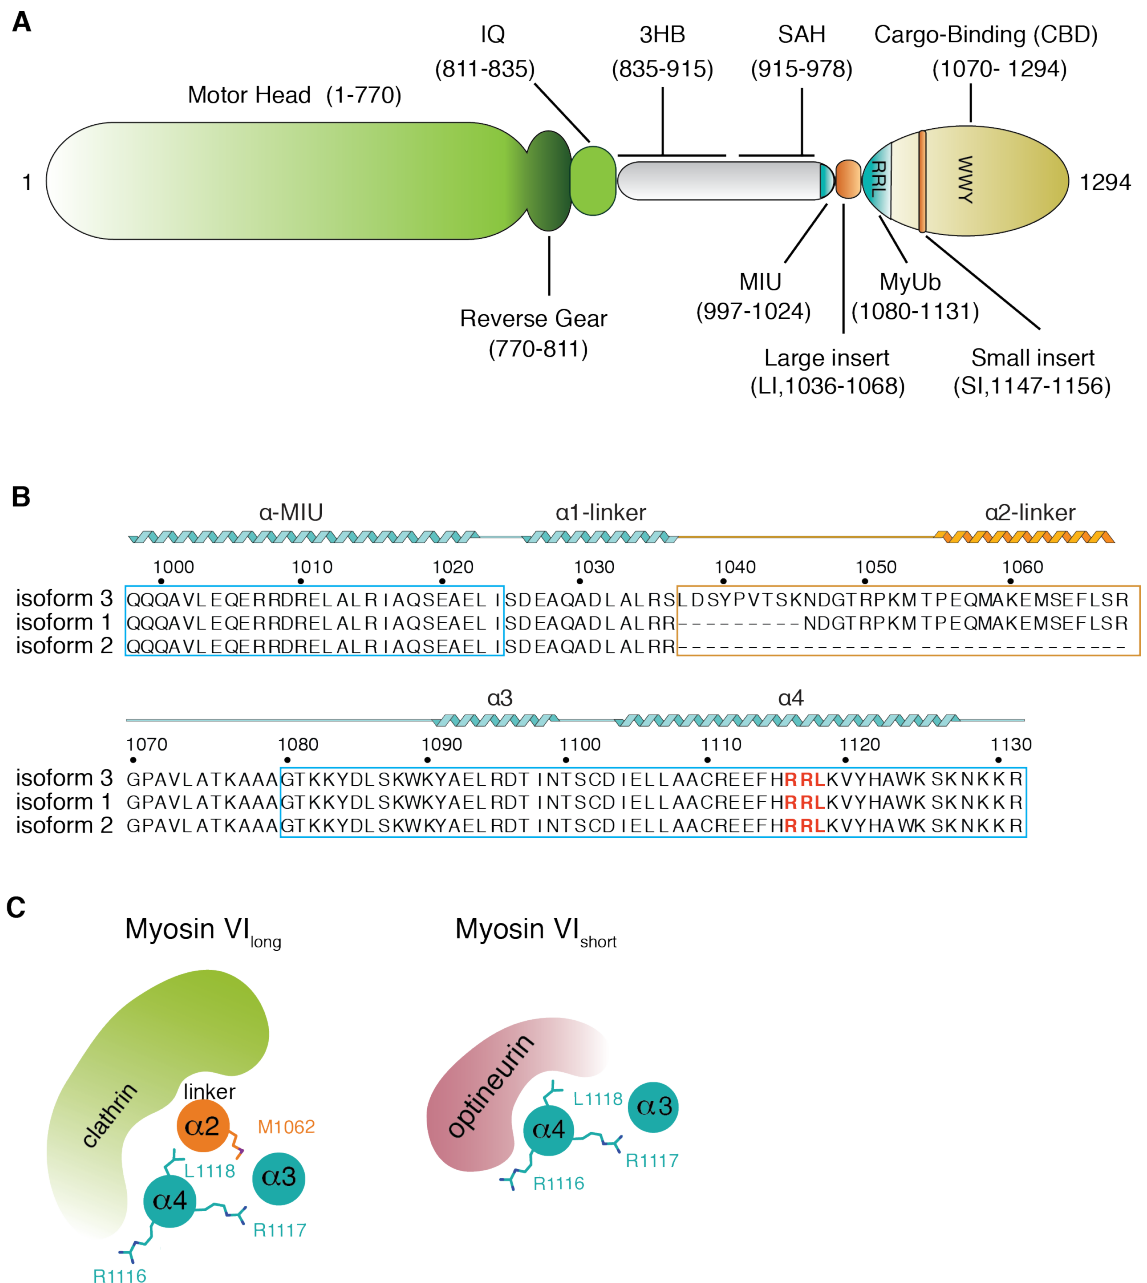 A
IQ
(811-835)
3HB
(835-915)
SAH
(915-978)
Cargo-Binding (CBD)
(1070- 1294)
Motor Head (1-770)
1
RRL
WWY
1294
MIU
(997-1024)
MyUb
(1080-1131)
Reverse Gear
(770-811)
Large insert
(LI,1036-1068)
Small insert
(SI,1147-1156)
B
α-MIU α1-linker α2-linker
1000 1010 1020 1030 1040 1050 1060
isoform 3 QQQAVLEQERRDRELALRIAQSEAELISDEAQADLALRSLDSYPVTSKNDGTRPKMTPEQMAKEMSEFLSR
isoform 1 QQQAVLEQERRDRELALRIAQSEAELISDEAQADLALRR---------NDGTRPKMTPEQMAKEMSEFLSR
isoform 2 QQQAVLEQERRDRELALRIAQSEAELISDEAQADLALRR--------------------------------
α3 α4
1070 1080 1090 1100 1110 1120 1130
isoform 3 GPAVLATKAAAGTKKYDLSKWKYAELRDTINTSCDIELLAACREEFHRRLKVYHAWKSKNKKR
isoform 1 GPAVLATKAAAGTKKYDLSKWKYAELRDTINTSCDIELLAACREEFHRRLKVYHAWKSKNKKR
isoform 2 GPAVLATKAAAGTKKYDLSKWKYAELRDTINTSCDIELLAACREEFHRRLKVYHAWKSKNKKR
C
Myosin VIlong
Myosin VIshort
clathrin
linker
α2
M1062
L1118
α3
α4
R1117
R1116
optineurin
L1118
α3
α4
R1117
R1116